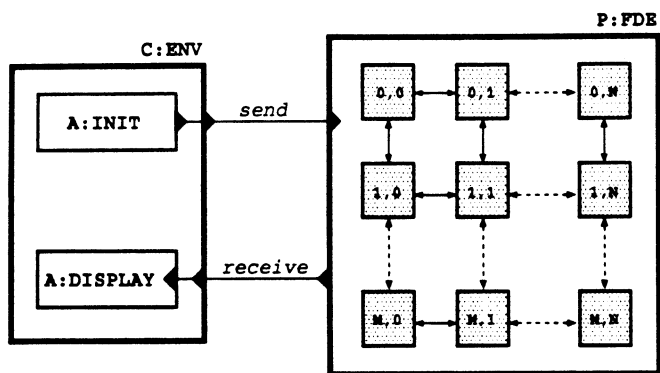 P:FDE
C:ENV
0,0 0,1 0,N
A:INIT
send
1,0 1,1 1,N
A:DISPLAY
receive
M,0 M,1 M,N